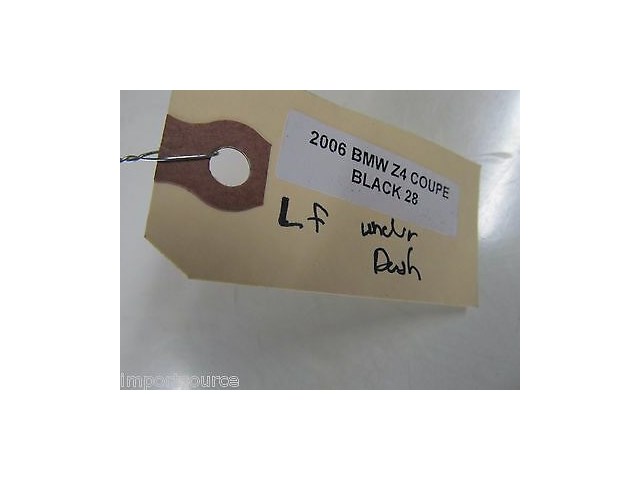 2006 BMW Z4 COUPE
BLACK 28
LF under
Dash
importsource